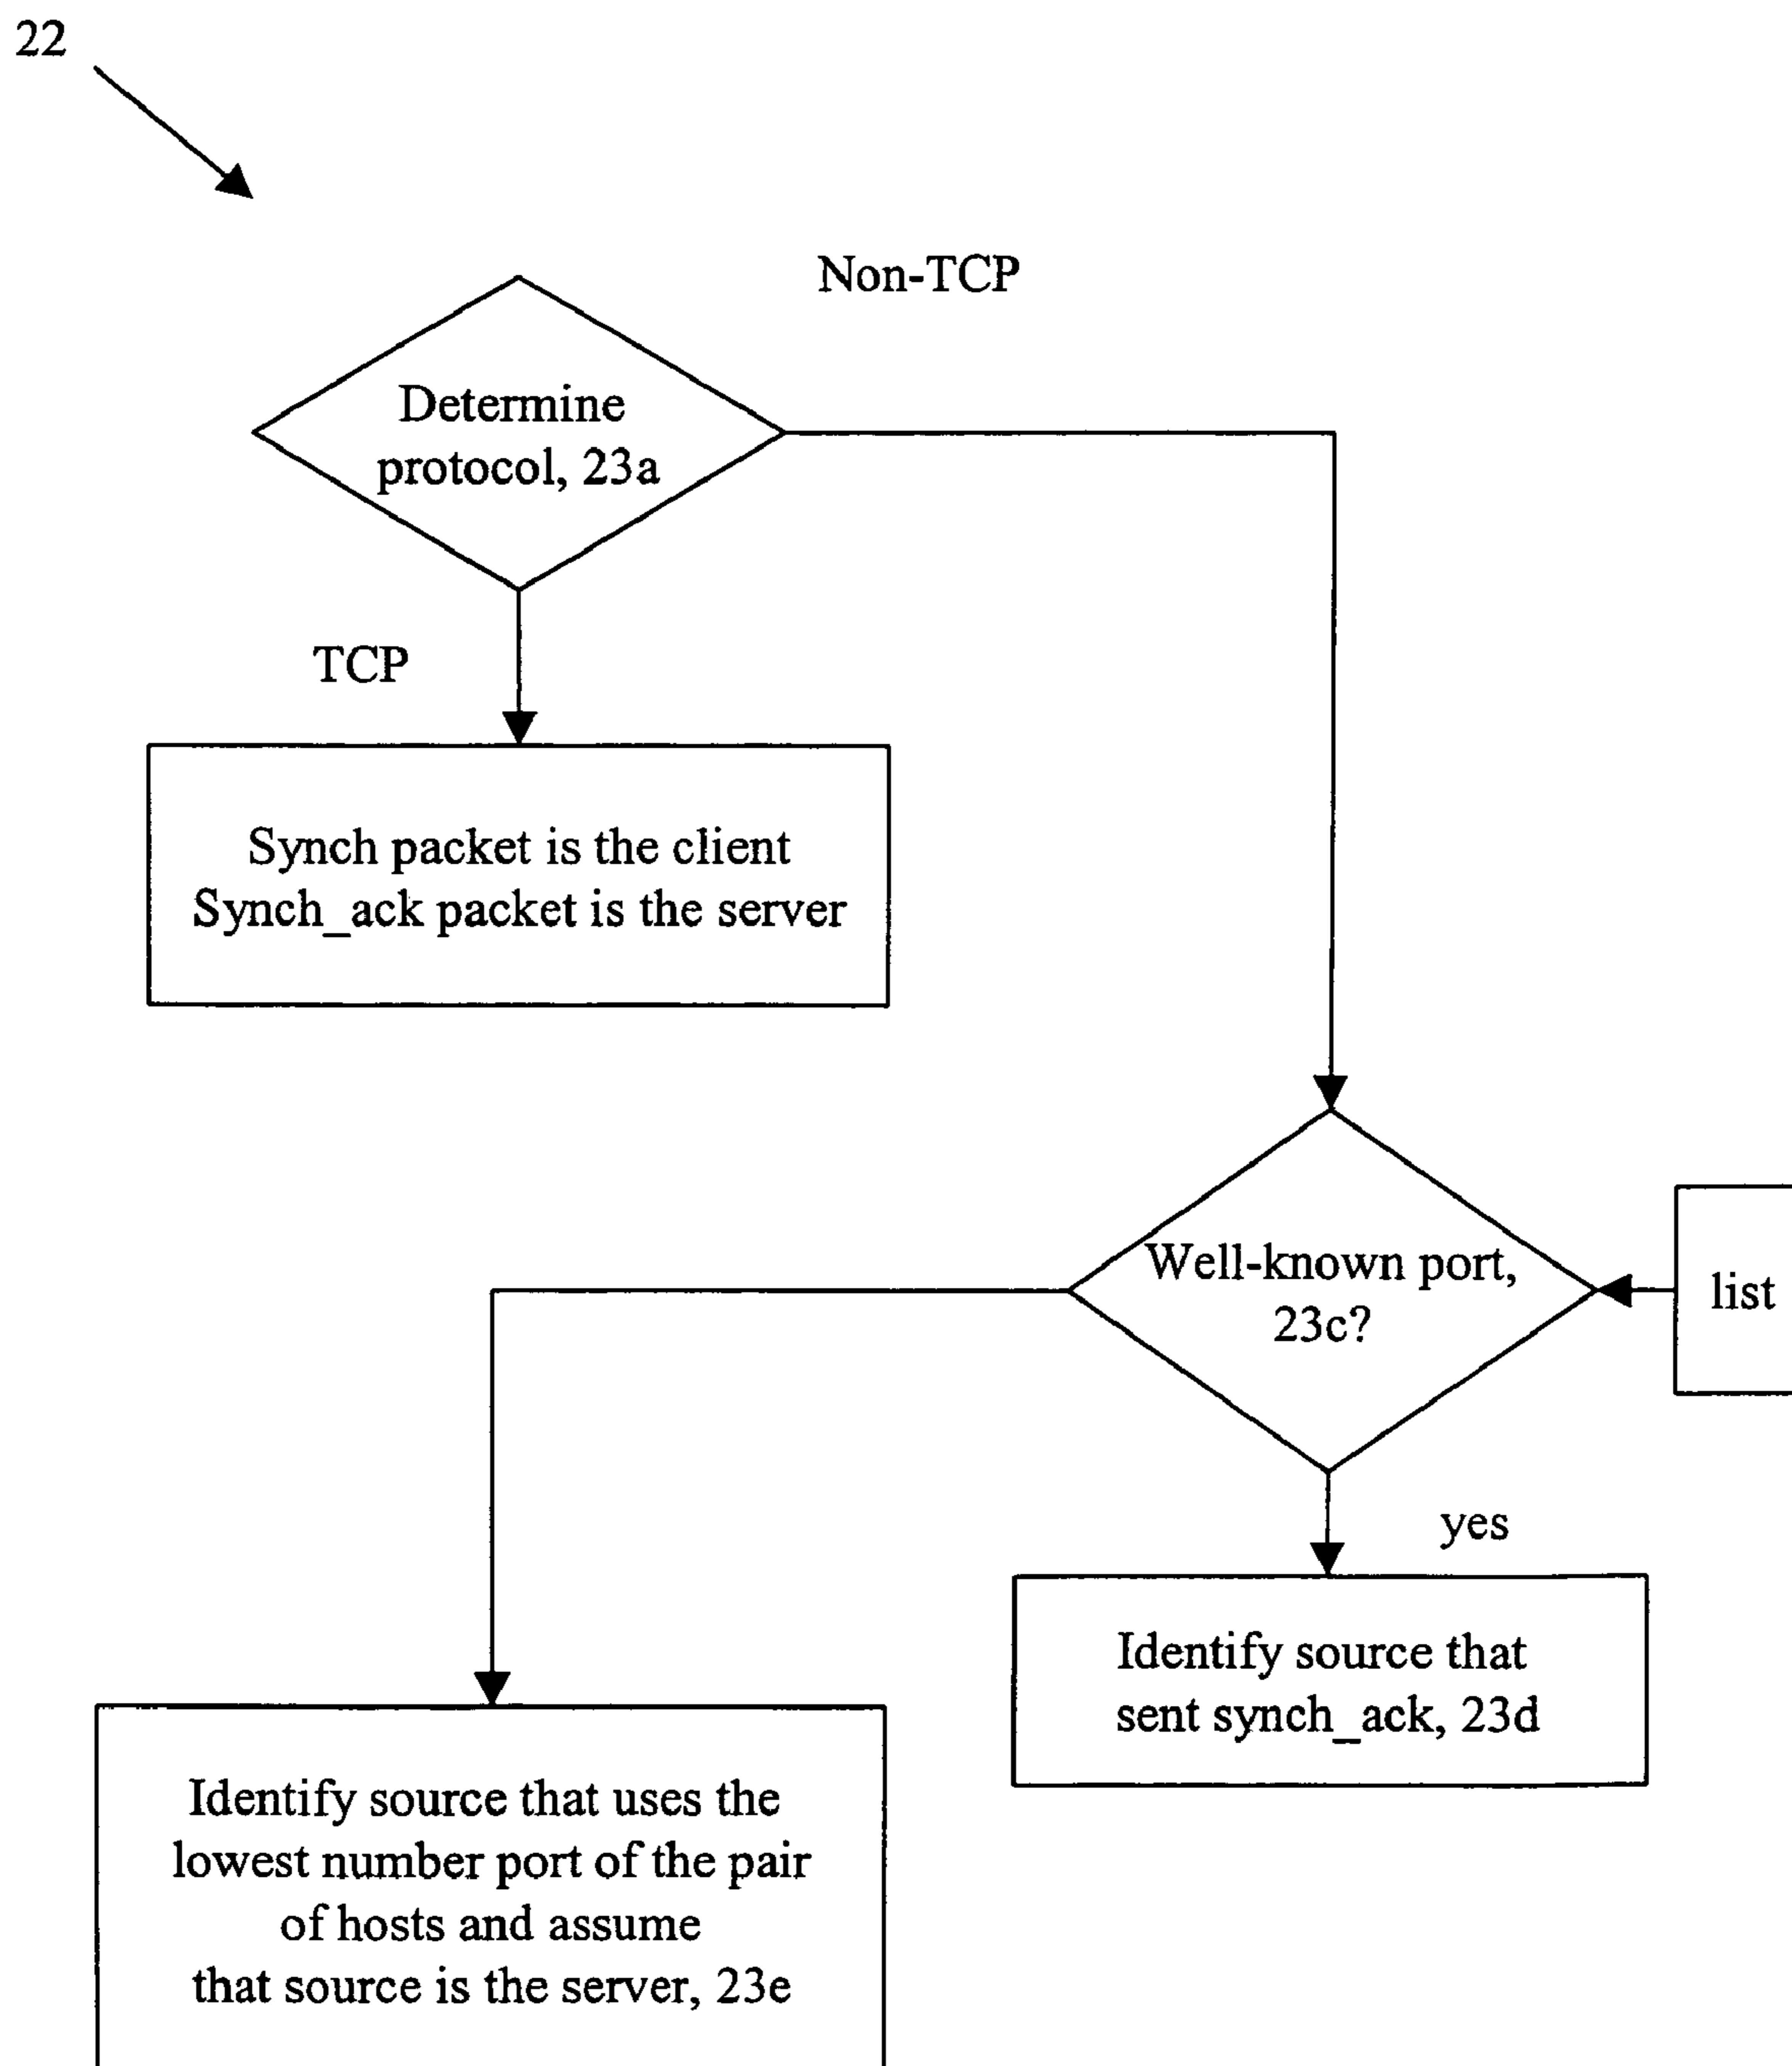 22
Non-TCP
Determine
protocol, 23a
TCP
Synch packet is the client
Synch_ack packet is the server
Well-known port,
23c?
list
yes
Identify source that
sent synch_ack, 23d
Identify source that uses the
lowest number port of the pair
of hosts and assume
that source is the server, 23e